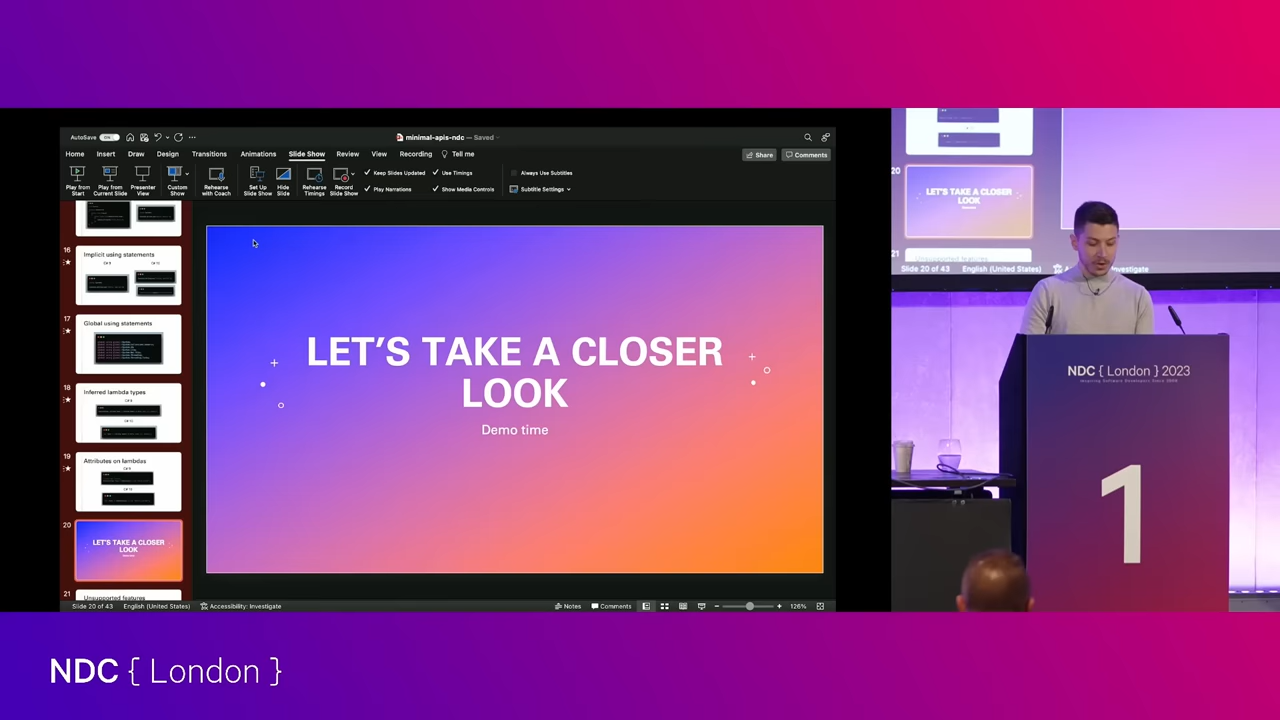 AutoSave
minimal-apis-ndc — Saved
Home Insert Draw Design Transitions Animations Slide Show Review View Recording Tell me
Share Comments
Play from Start
Play from Current Slide
Presenter View
Custom Show
Rehearse with Coach
Set Up Slide Show
Hide Slide
Rehearse Timings
Record Slide Show
Keep Slides Updated
Use Timings
Play Narrations
Show Media Controls
Always Use Subtitles
Subtitle Settings
16
Implicit using statements
17
Global using statements
18
Inferred lambda types
19
Attributes on lambdas
20
LET'S TAKE A CLOSER
LOOK
21
Unsupported features
LET'S TAKE A CLOSER
LOOK
Demo time
Slide 20 of 43 English (United States) Accessibility: Investigate
Notes Comments
126%
20
LET'S TAKE A CLOSER
LOOK
21
Unsupported features
Slide 20 of 43 English (United States)
NDC { London } 2023
1
NDC { London }